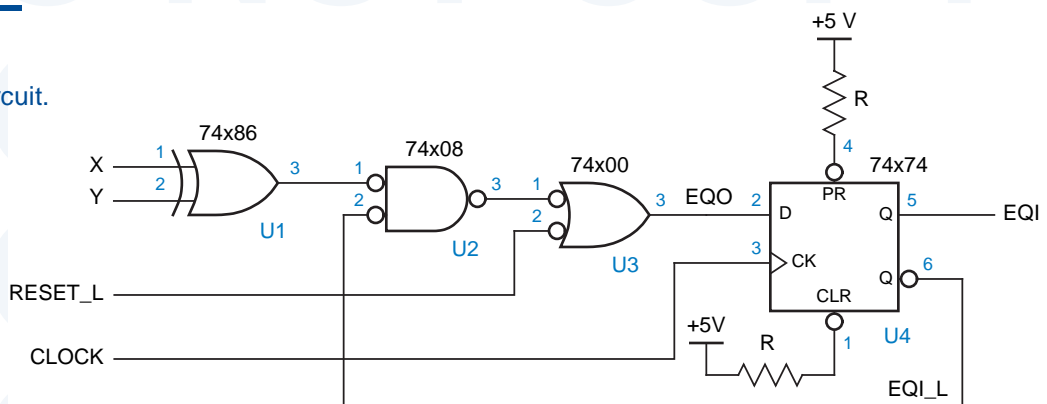 cuit.
+5 V
R
4
74x86
74x08
74x00
74x74
X
1
3
1
3
1
3
EQO
2
D
PR
Q
5
EQI
Y
2
2
2
U1
U2
U3
3
CK
Q
6
RESET_L
CLR
+5V
R
1
U4
CLOCK
EQI_L